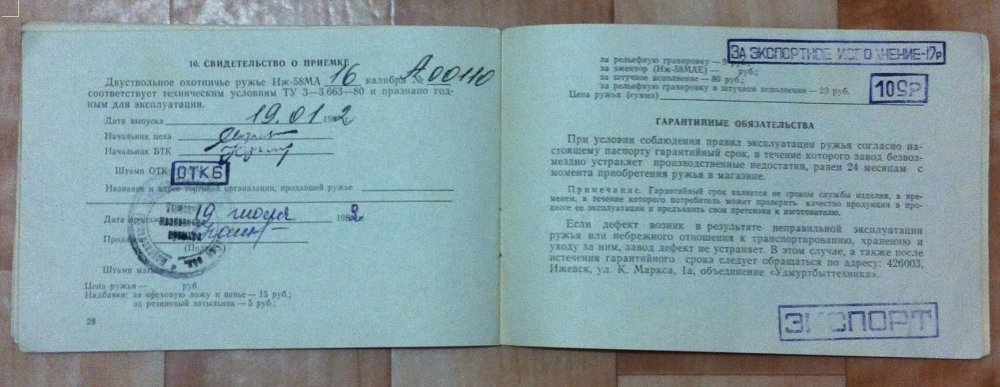 10. СВИДЕТЕЛЬСТВО О ПРИЕМКЕ
Двуствольное охотничье ружье Иж-58МА 16 калибра № А00110
соответствует техническим условиям ТУ 3—3.663—80 и признано год-
ным для эксплуатации.
Дата выпуска 19.01 1982
Начальник цеха
Начальник БТК
Штамп ОТК ОТК6
Название и адрес торговой организации, продавшей ружье
Дата продажи 19 198
Прода
(Подпись)
Штамп магазина
Цена ружья — руб.
Надбавки: за ореховую ложу и цевье — 15 руб.;
за резиновый затыльник — 5 руб.;
28
ЗА ЭКСПОРТНОЕ ИСПОЛНЕНИЕ-17р
за рельефную гравировку — руб.;
за эжектор (Иж-58МАЕ) — руб.;
за штучное исполнение — 80 руб.;
за рельефную гравировку в штучном исполнении — 23 руб.
Цена ружья (сумма)
109Р
ГАРАНТИЙНЫЕ ОБЯЗАТЕЛЬСТВА
При условии соблюдения правил эксплуатации ружья согласно на-
стоящему паспорту гарантийный срок, в течение которого завод безвоз-
мездно устраняет производственные недостатки, равен 24 месяцам с
момента приобретения ружья в магазине.
Примечание. Гарантийный срок является не сроком службы изделия, а вре-
менем, в течение которого потребитель может проверить качество продукции в про-
цессе ее эксплуатации и предъявить свои претензии к изготовителю.
Если дефект возник в результате неправильной эксплуатации
ружья или небрежного отношения к транспортированию, хранению и
уходу за ним, завод дефект не устраняет. В этом случае, а также после
истечения гарантийного срока следует обращаться по адресу: 426003,
Ижевск, ул. К. Маркса, 1а, объединение «Удмуртбыттехника».
ЭКСПОРТ